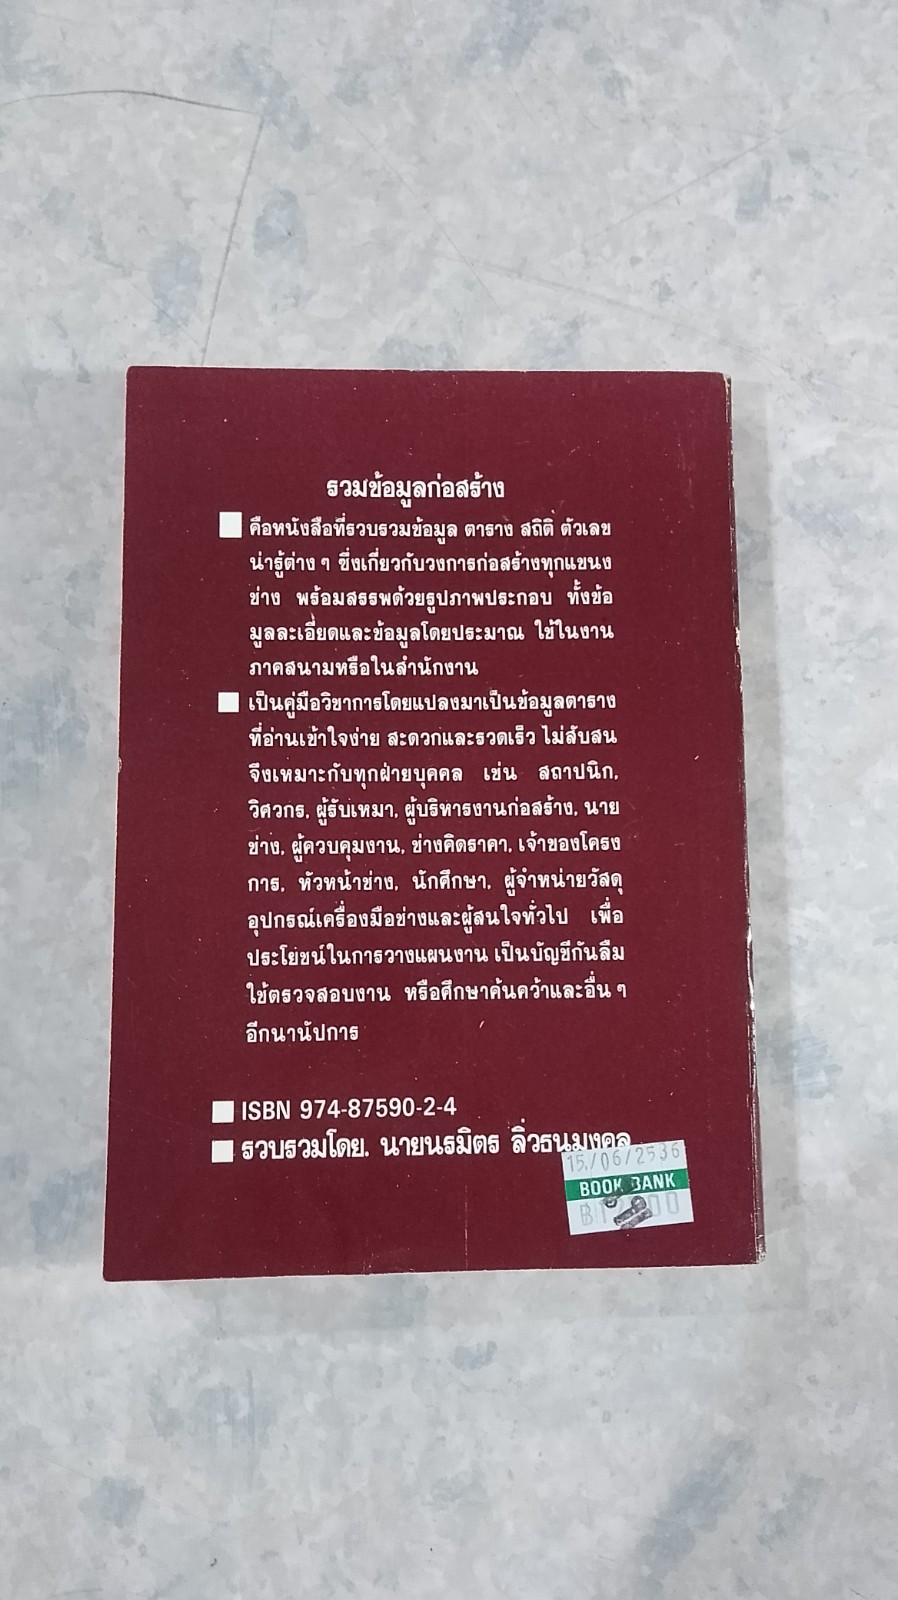 รวมข้อมูลก่อสร้าง
คือหนังสือที่รวบรวมข้อมูล ตาราง สถิติ ตัวเลข
น่ารู้ต่าง ๆ ซึ่งเกี่ยวกับวงการก่อสร้างทุกแขนง
ช่าง พร้อมสรรพด้วยรูปภาพประกอบ ทั้งข้อ
มูลละเอียดและข้อมูลโดยประมาณ ใช้ในงาน
ภาคสนามหรือในสำนักงาน
เป็นคู่มือวิชาการโดยแปลงมาเป็นข้อมูลตาราง
ที่อ่านเข้าใจง่าย สะดวกและรวดเร็ว ไม่สับสน
จึงเหมาะกับทุกฝ่ายบุคคล เช่น สถาปนิก,
วิศวกร, ผู้รับเหมา, ผู้บริหารงานก่อสร้าง, นาย
ช่าง, ผู้ควบคุมงาน, ช่างคิดราคา, เจ้าของโครง
การ, หัวหน้าช่าง, นักศึกษา, ผู้จำหน่ายวัสดุ
อุปกรณ์เครื่องมือช่างและผู้สนใจทั่วไป เพื่อ
ประโยชน์ในการวางแผนงาน เป็นบัญชีกันลืม
ใช้ตรวจสอบงาน หรือศึกษาค้นคว้าและอื่น ๆ
อีกนานัปการ
ISBN 974-87590-2-4
รวบรวมโดย. นายนรมิตร ลิ่วธนมงคล
15/06/2536
BOOK BANK